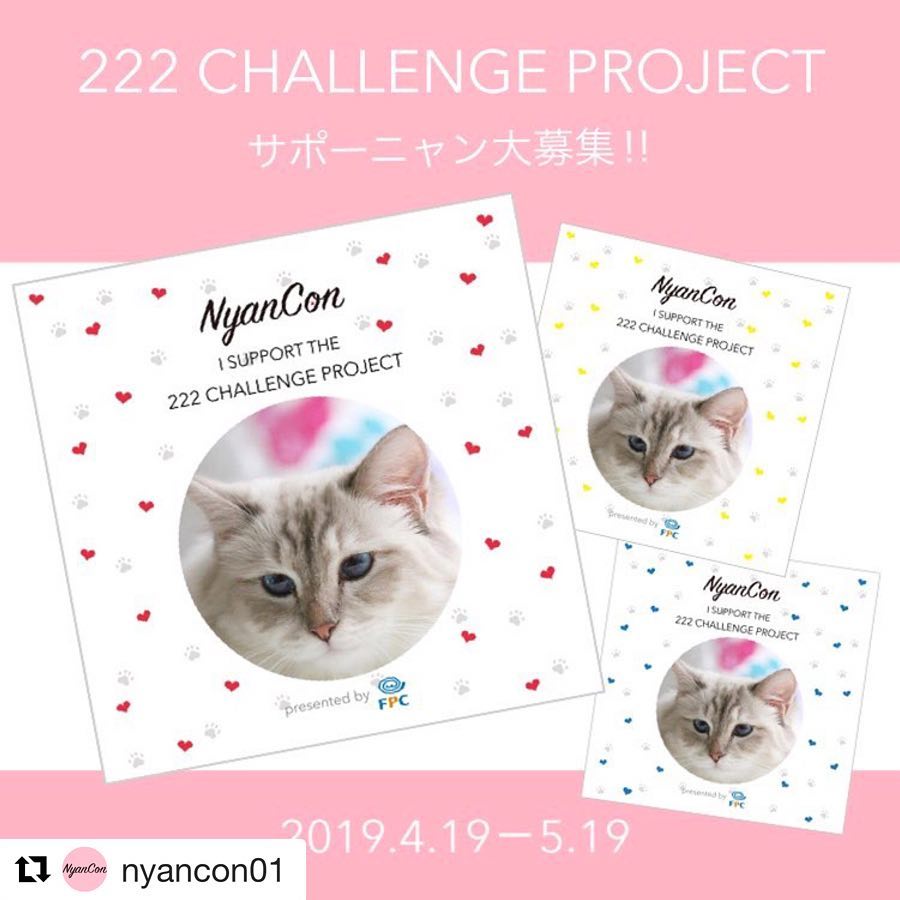 222 CHALLENGE PROJECT
サポーニャン大募集!!
NyanCon
I SUPPORT THE
222 CHALLENGE PROJECT
presented by FPC
NyanCon
I SUPPORT THE
222 CHALLENGE PROJECT
presented by FPC
NyanCon
I SUPPORT THE
222 CHALLENGE PROJECT
presented by FPC
2019.4.19ー5.19
NyanCon nyancon01